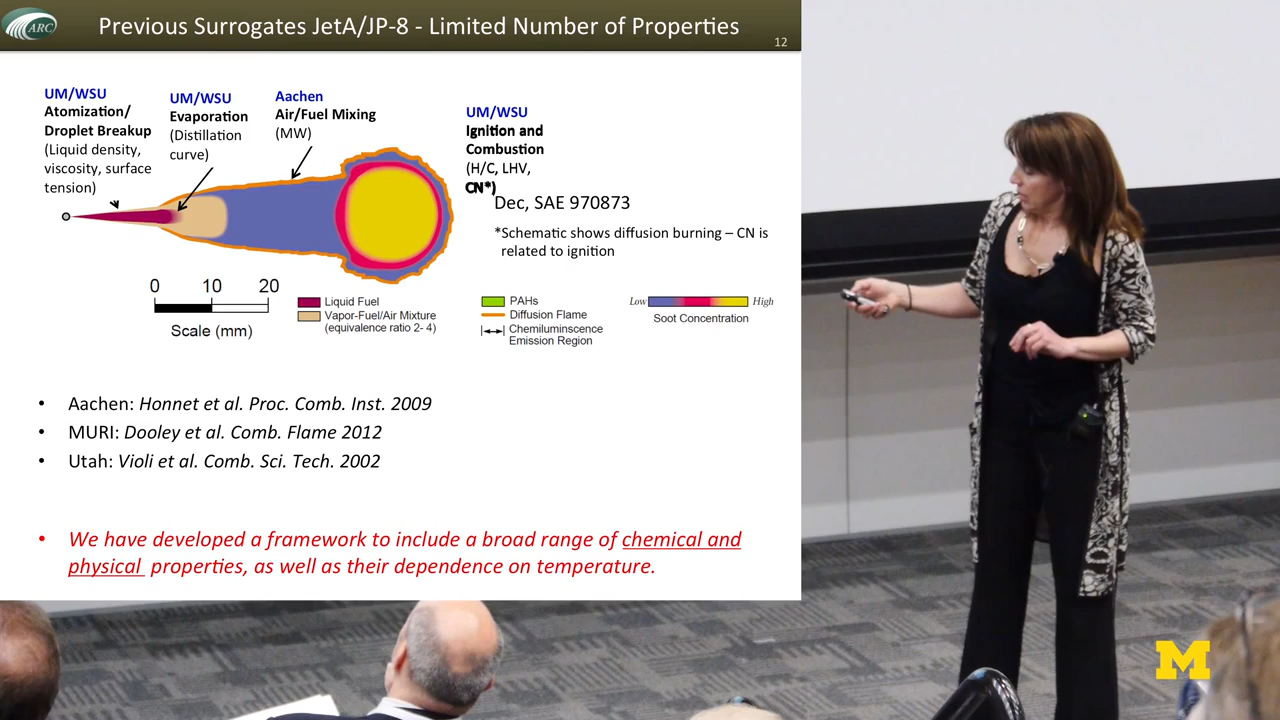 ARC
Previous Surrogates JetA/JP-8 - Limited Number of Properties
12
UM/WSU
Atomization/
Droplet Breakup
(Liquid density,
viscosity, surface
tension)
UM/WSU
Evaporation
(Distillation
curve)
Aachen
Air/Fuel Mixing
(MW)
UM/WSU
Ignition and
Combustion
(H/C, LHV,
CN*)
Dec, SAE 970873
*Schematic shows diffusion burning – CN is
related to ignition
0 10 20
Scale (mm)
Liquid Fuel
Vapor-Fuel/Air Mixture
(equivalence ratio 2- 4)
PAHs
Diffusion Flame
Chemiluminscence
Emission Region
Low High
Soot Concentration
• Aachen: Honnet et al. Proc. Comb. Inst. 2009
• MURI: Dooley et al. Comb. Flame 2012
• Utah: Violi et al. Comb. Sci. Tech. 2002
• We have developed a framework to include a broad range of chemical and
physical properties, as well as their dependence on temperature.
M